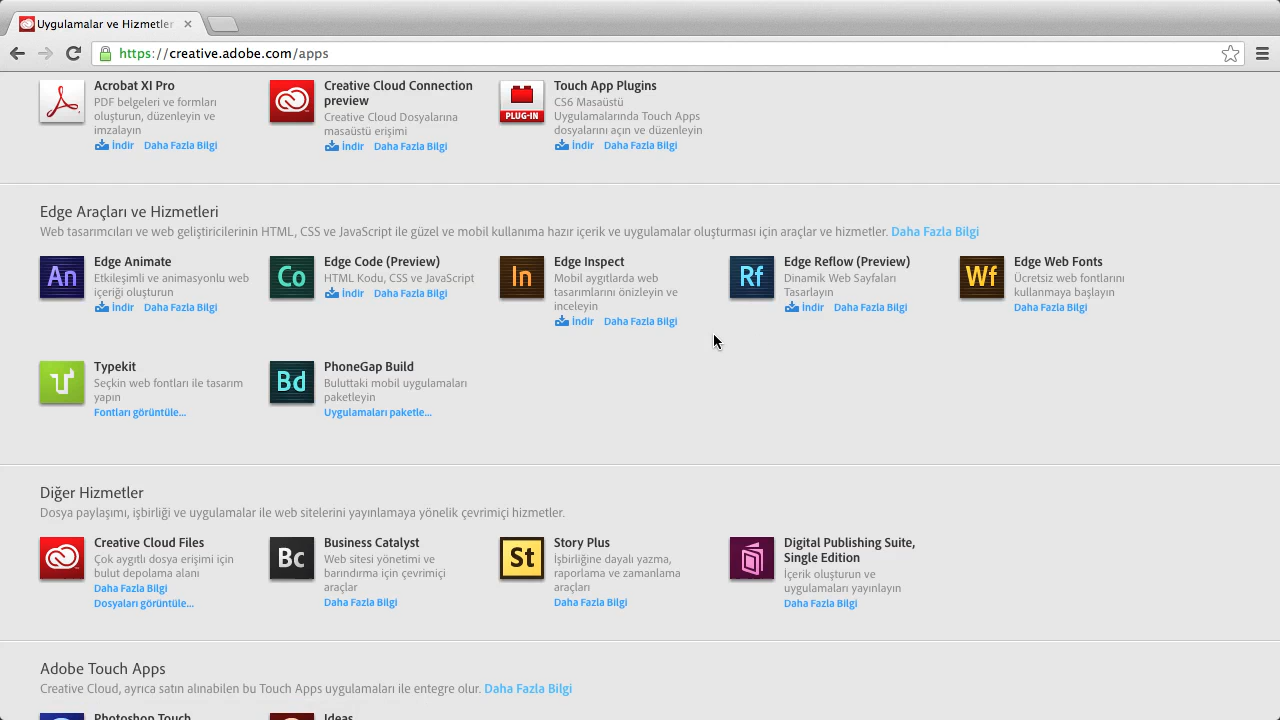 Uygulamalar ve Hizmetler
https://creative.adobe.com/apps
Acrobat XI Pro
PDF belgeleri ve formları
oluşturun, düzenleyin ve
imzalayın
İndir Daha Fazla Bilgi
Creative Cloud Connection
preview
Creative Cloud Dosyalarına
masaüstü erişimi
İndir Daha Fazla Bilgi
PLUG-IN
Touch App Plugins
CS6 Masaüstü
Uygulamalarında Touch Apps
dosyalarını açın ve düzenleyin
İndir Daha Fazla Bilgi
Edge Araçları ve Hizmetleri
Web tasarımcıları ve web geliştiricilerinin HTML, CSS ve JavaScript ile güzel ve mobil kullanıma hazır içerik ve uygulamalar oluşturması için araçlar ve hizmetler. Daha Fazla Bilgi
An
Edge Animate
Etkileşimli ve animasyonlu web
içeriği oluşturun
İndir Daha Fazla Bilgi
Co
Edge Code (Preview)
HTML Kodu, CSS ve JavaScript
İndir Daha Fazla Bilgi
In
Edge Inspect
Mobil aygıtlarda web
tasarımlarını önizleyin ve
inceleyin
İndir Daha Fazla Bilgi
Rf
Edge Reflow (Preview)
Dinamik Web Sayfaları
Tasarlayın
İndir Daha Fazla Bilgi
Wf
Edge Web Fonts
Ücretsiz web fontlarını
kullanmaya başlayın
Daha Fazla Bilgi
Typekit
Seçkin web fontları ile tasarım
yapın
Fontları görüntüle...
Bd
PhoneGap Build
Buluttaki mobil uygulamaları
paketleyin
Uygulamaları paketle...
Diğer Hizmetler
Dosya paylaşımı, işbirliği ve uygulamalar ile web sitelerini yayınlamaya yönelik çevrimiçi hizmetler.
Creative Cloud Files
Çok aygıtlı dosya erişimi için
bulut depolama alanı
Daha Fazla Bilgi
Dosyaları görüntüle...
Bc
Business Catalyst
Web sitesi yönetimi ve
barındırma için çevrimiçi
araçlar
Daha Fazla Bilgi
St
Story Plus
İşbirliğine dayalı yazma,
raporlama ve zamanlama
araçları
Daha Fazla Bilgi
Digital Publishing Suite,
Single Edition
İçerik oluşturun ve
uygulamaları yayınlayın
Daha Fazla Bilgi
Adobe Touch Apps
Creative Cloud, ayrıca satın alınabilen bu Touch Apps uygulamaları ile entegre olur. Daha Fazla Bilgi
Photoshop Touch
Ideas